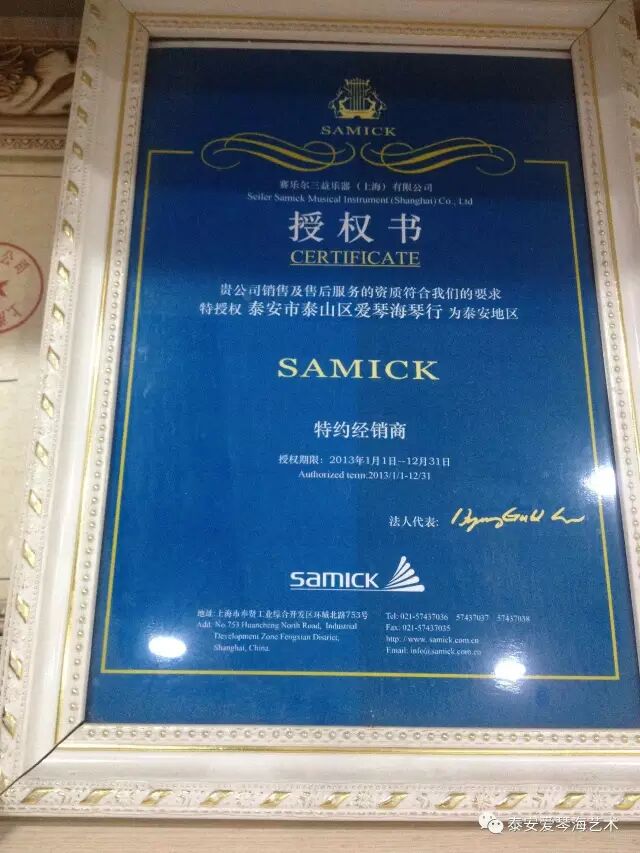 SAMICK
赛乐尔三益乐器（上海）有限公司
Seiler Samick Musical Instrument (Shanghai) Co., Ltd
授权书
CERTIFICATE
贵公司销售及售后服务的资质符合我们的要求
特授权 泰安市泰山区爱琴海琴行 为泰安地区
SAMICK
特约经销商
授权期限：2013年1月1日--12月31日
Authorized term:2013/1/1-12/31
法人代表:
samick
地址:上海市奉贤工业综合开发区环城北路753号
Add: No.753 Huancheng North Road, Industrial
Development Zone Fengxian District,
Shanghai, China.
Tel: 021-57437036 57437037 57437038
Fax: 021-57437035
http: / www. samick.com.cn
Email: info@samick.com.cn
泰安爱琴海艺术